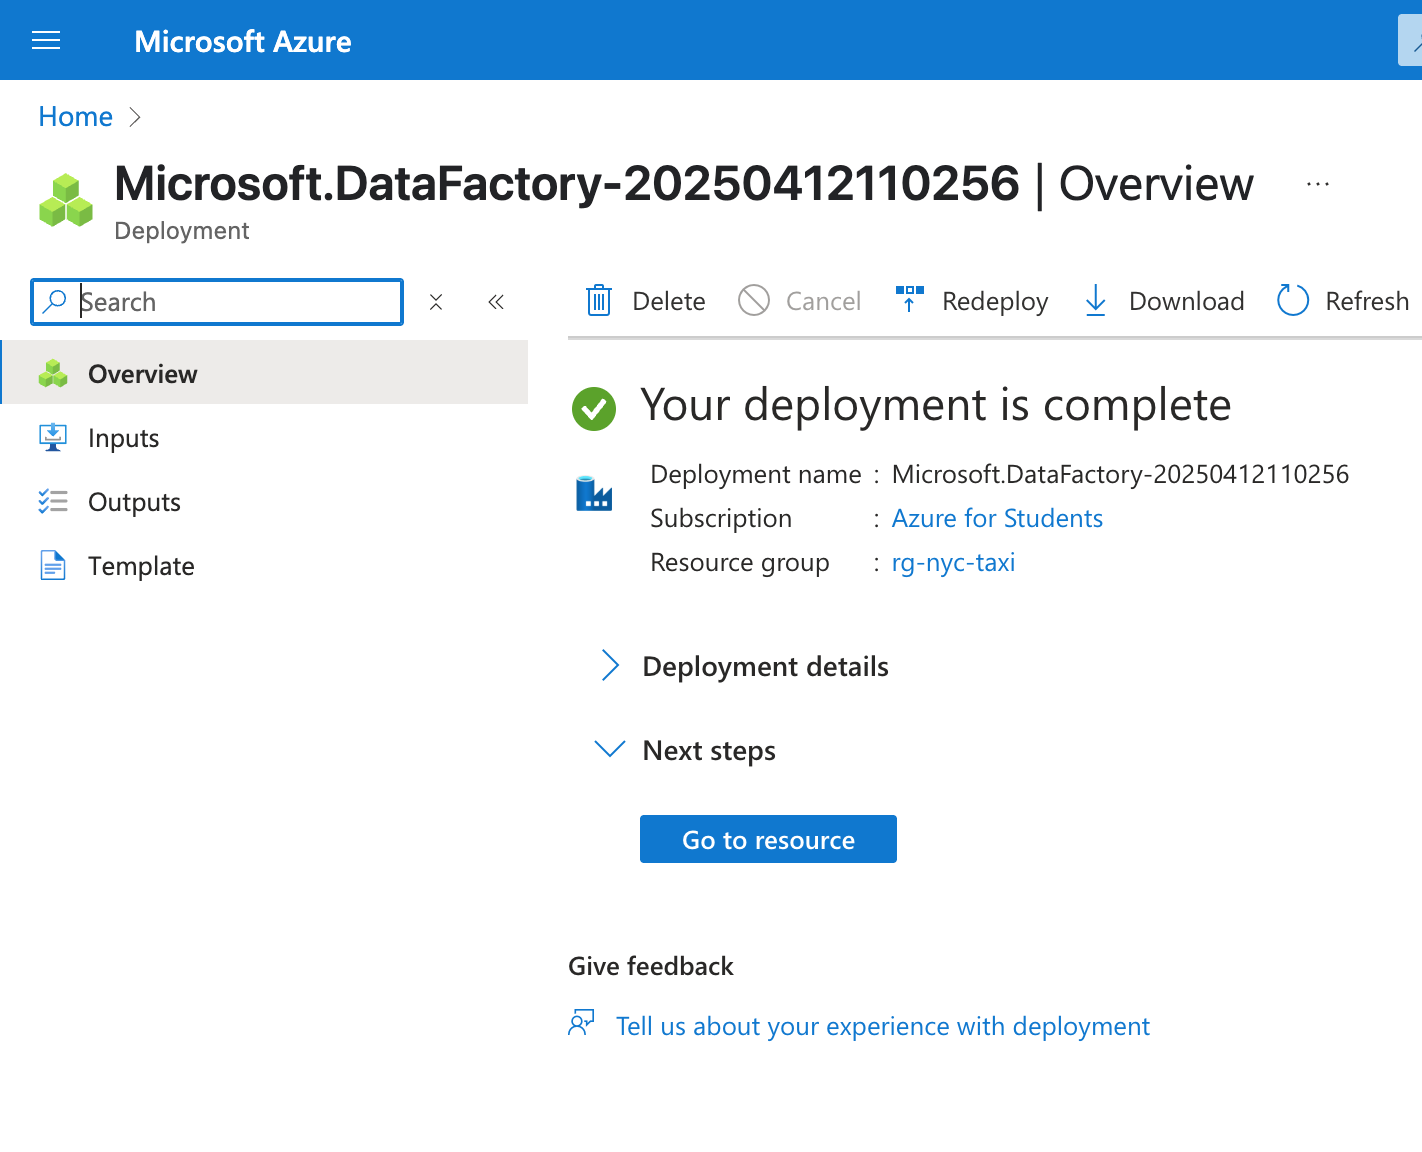 Microsoft Azure
Home
Microsoft.DataFactory-20250412110256 | Overview
Deployment
Search
Delete
Cancel
Redeploy
Download
Refresh
Overview
Inputs
Outputs
Template
Your deployment is complete
Deployment name : Microsoft.DataFactory-20250412110256
Subscription : Azure for Students
Resource group : rg-nyc-taxi
Deployment details
Next steps
Go to resource
Give feedback
Tell us about your experience with deployment